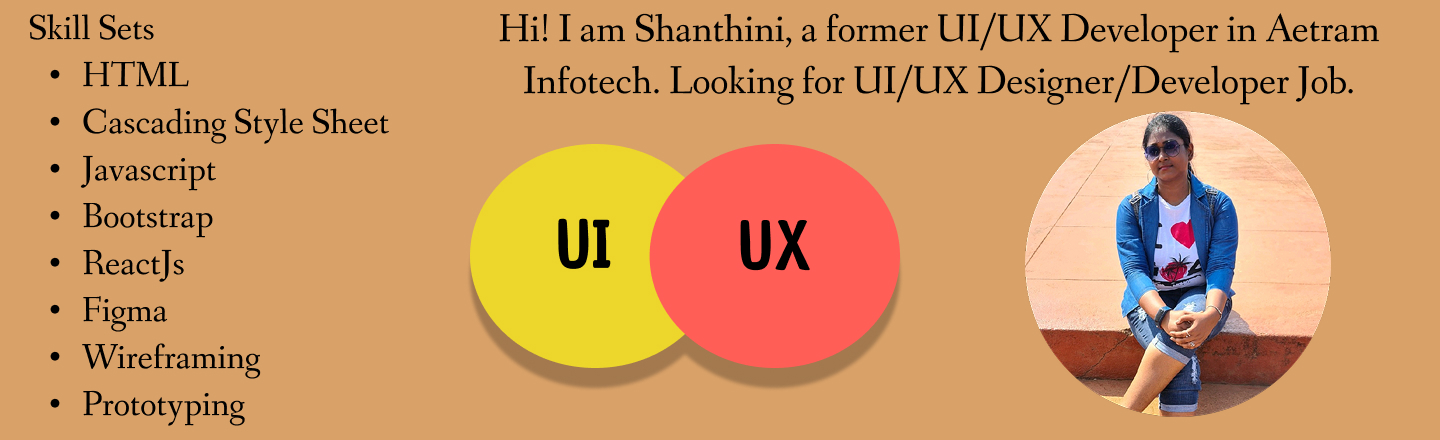 Skill Sets
• HTML
• Cascading Style Sheet
• Javascript
• Bootstrap
• ReactJs
• Figma
• Wireframing
• Prototyping
Hi! I am Shanthini, a former UI/UX Developer in Aetram
Infotech. Looking for UI/UX Designer/Developer Job.
UI
UX
I